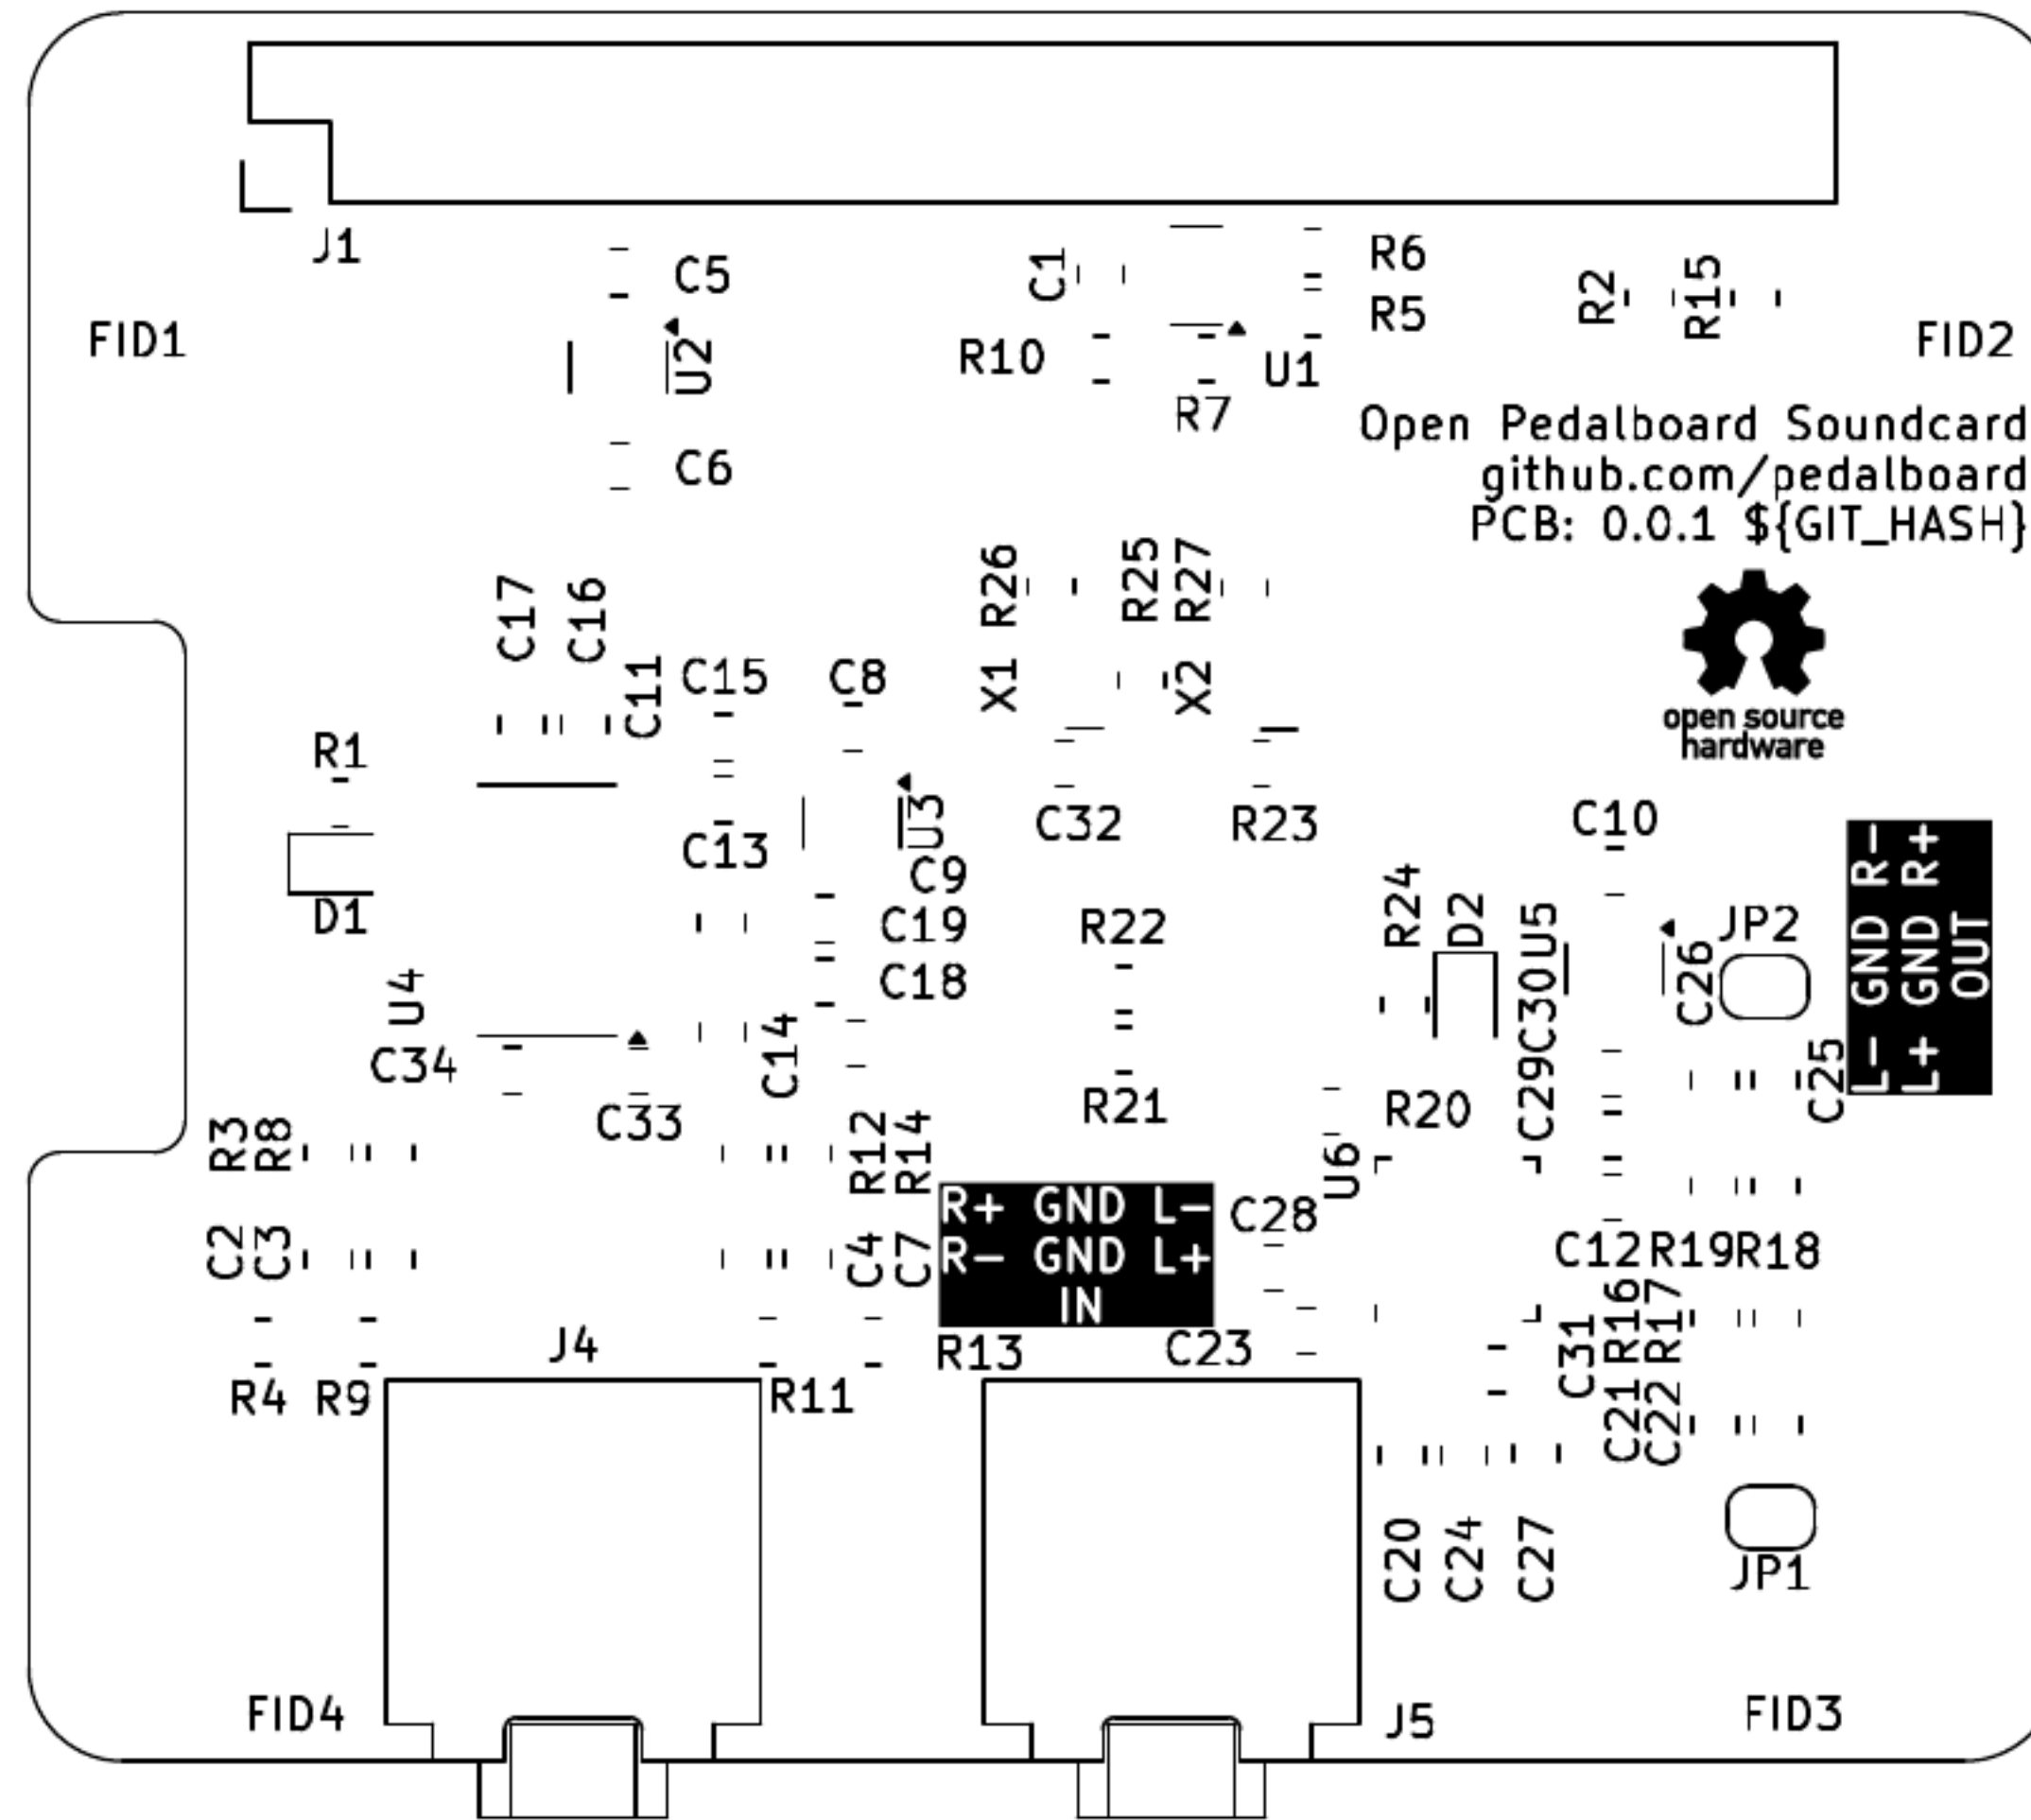 J1
C5
C1
R6
R5
R2
R15
FID1
U2
R10
U1
FID2
R7
C6
Open Pedalboard Soundcard
github.com/pedalboard
PCB: 0.0.1 ${GIT_HASH}
C17
C16
C11
R26
R25
R27
C15
C8
X1
X2
open source
hardware
R1
D1
C13
U3
C9
C32
R23
C10
R24
D2
U5
C30
C29
C26
JP2
C25
L- GND R-
L+ GND R+
OUT
C19
C18
R22
R21
U4
C34
C33
C14
R20
R3
R8
R12
R14
U6
C2
C3
C4
C7
R+ GND L-
R- GND L+
IN
C28
C23
C12
R19
R18
R16
R17
C21
C22
C31
R4
R9
J4
R11
R13
C20
C24
C27
JP1
FID4
J5
FID3